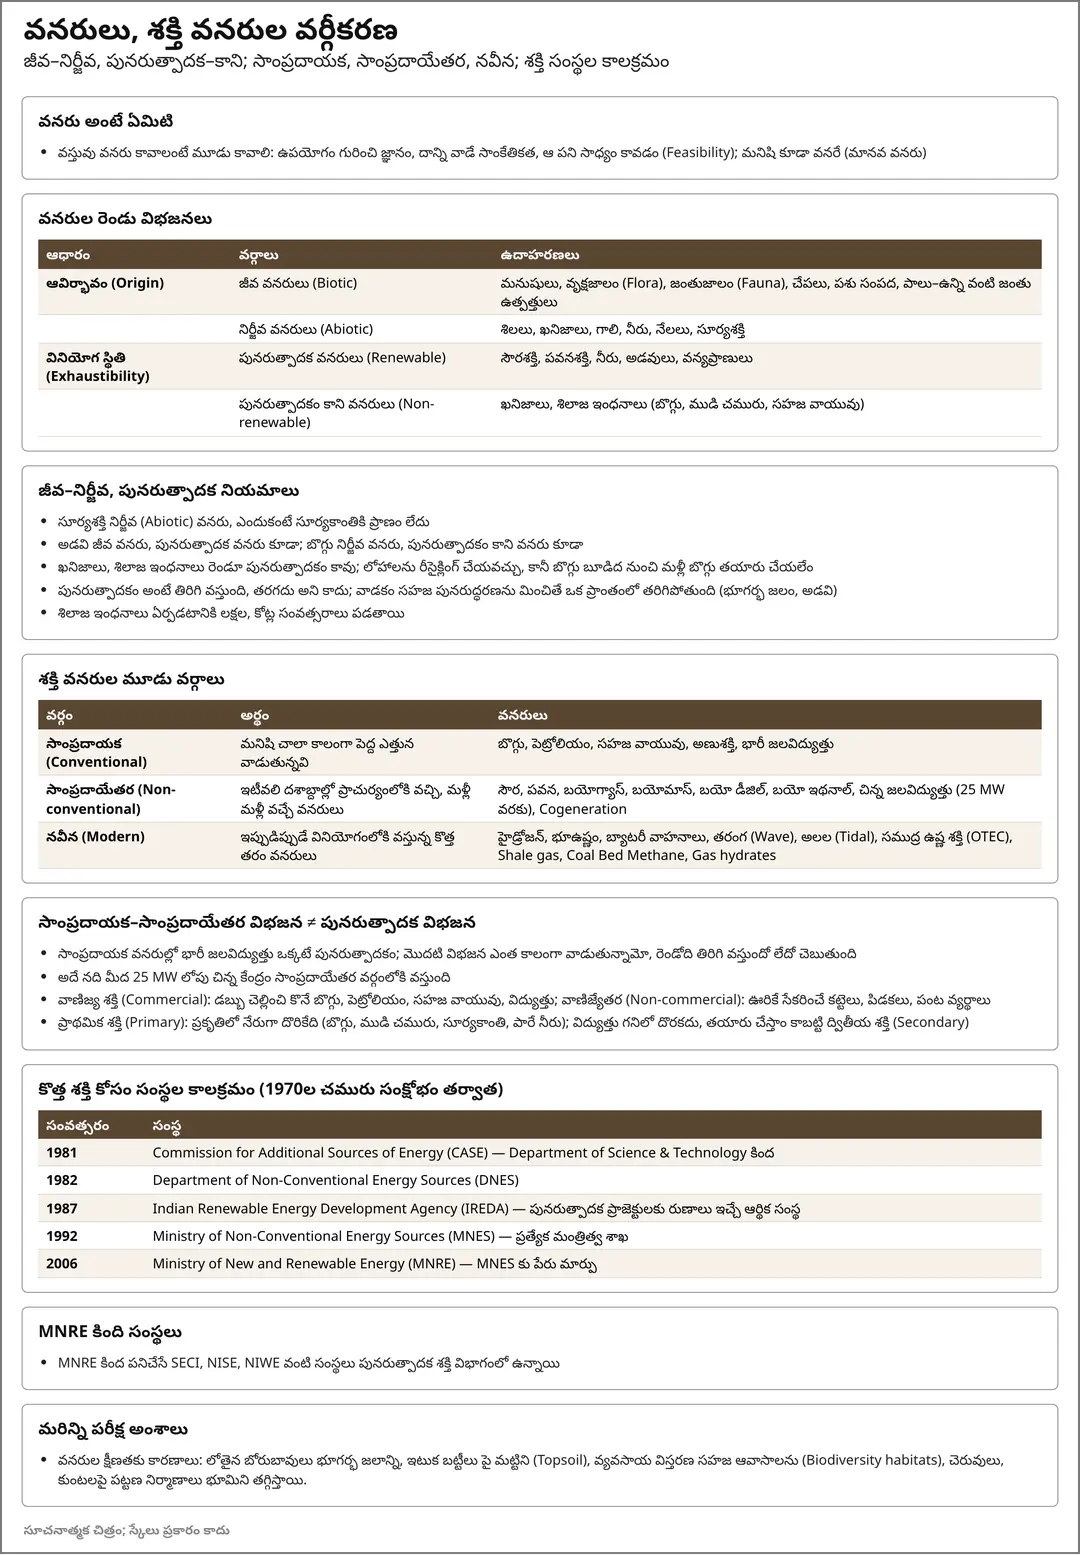 వనరులు, శక్తి వనరుల వర్గీకరణ
జీవ–నిర్జీవ, పునరుత్పాదక–కాని; సాంప్రదాయక, సాంప్రదాయేతర, నవీన; శక్తి సంస్థల కాలక్రమం
వనరు అంటే ఏమిటి
• వస్తువు వనరు కావాలంటే మూడు కావాలి: ఉపయోగం గురించి జ్ఞానం, దాన్ని వాడే సాంకేతికత, ఆ పని సాధ్యం కావడం (Feasibility); మనిషి కూడా వనరే (మానవ వనరు)
వనరుల రెండు విభజనలు
ఆధారం వర్గాలు ఉదాహరణలు
ఆవిర్భావం (Origin) జీవ వనరులు (Biotic) మనుషులు, వృక్షజాలం (Flora), జంతుజాలం (Fauna), చేపలు, పశు సంపద, పాలు–ఉన్ని వంటి జంతు
ఉత్పత్తులు
నిర్జీవ వనరులు (Abiotic) శిలలు, ఖనిజాలు, గాలి, నీరు, నేలలు, సూర్యశక్తి
వినియోగ స్థితి పునరుత్పాదక వనరులు (Renewable) సౌరశక్తి, పవనశక్తి, నీరు, అడవులు, వన్యప్రాణులు
(Exhaustibility)
పునరుత్పాదకం కాని వనరులు (Non- ఖనిజాలు, శిలాజ ఇంధనాలు (బొగ్గు, ముడి చమురు, సహజ వాయువు)
renewable)
జీవ–నిర్జీవ, పునరుత్పాదక నియమాలు
• సూర్యశక్తి నిర్జీవ (Abiotic) వనరు, ఎందుకంటే సూర్యకాంతికి ప్రాణం లేదు
• అడవి జీవ వనరు, పునరుత్పాదక వనరు కూడా; బొగ్గు నిర్జీవ వనరు, పునరుత్పాదకం కాని వనరు కూడా
• ఖనిజాలు, శిలాజ ఇంధనాలు రెండూ పునరుత్పాదకం కావు; లోహాలను రీసైక్లింగ్ చేయవచ్చు, కానీ బొగ్గు బూడిద నుంచి మళ్లీ బొగ్గు తయారు చేయలేం
• పునరుత్పాదకం అంటే తిరిగి వస్తుంది, తరగదు అని కాదు; వాడకం సహజ పునరుద్ధరణను మించితే ఒక ప్రాంతంలో తరిగిపోతుంది (భూగర్భ జలం, అడవి)
• శిలాజ ఇంధనాలు ఏర్పడటానికి లక్షల, కోట్ల సంవత్సరాలు పడతాయి
శక్తి వనరుల మూడు వర్గాలు
వర్గం అర్థం వనరులు
సాంప్రదాయక మనిషి చాలా కాలంగా పెద్ద ఎత్తున బొగ్గు, పెట్రోలియం, సహజ వాయువు, అణుశక్తి, భారీ జలవిద్యుత్తు
(Conventional) వాడుతున్నవి
సాంప్రదాయేతర (Non- ఇటీవలి దశాబ్దాల్లో ప్రాచుర్యంలోకి వచ్చి, మళ్లీ సౌర, పవన, బయోగ్యాస్, బయోమాస్, బయో డీజిల్, బయో ఇథనాల్, చిన్న జలవిద్యుత్తు (25 MW
conventional) మళ్లీ వచ్చే వనరులు వరకు), Cogeneration
నవీన (Modern) ఇప్పుడిప్పుడే వినియోగంలోకి వస్తున్న కొత్త హైడ్రోజన్, భూఉష్ణం, బ్యాటరీ వాహనాలు, తరంగ (Wave), అలల (Tidal), సముద్ర ఉష్ణ శక్తి (OTEC),
తరం వనరులు Shale gas, Coal Bed Methane, Gas hydrates
సాంప్రదాయక–సాంప్రదాయేతర విభజన ≠ పునరుత్పాదక విభజన
• సాంప్రదాయక వనరుల్లో భారీ జలవిద్యుత్తు ఒక్కటే పునరుత్పాదకం; మొదటి విభజన ఎంత కాలంగా వాడుతున్నామో, రెండోది తిరిగి వస్తుందో లేదో చెబుతుంది
• అదే నది మీద 25 MW లోపు చిన్న కేంద్రం సాంప్రదాయేతర వర్గంలోకి వస్తుంది
• వాణిజ్య శక్తి (Commercial): డబ్బు చెల్లించి కొనే బొగ్గు, పెట్రోలియం, సహజ వాయువు, విద్యుత్తు; వాణిజ్యేతర (Non-commercial): ఊరికే సేకరించే కట్టెలు, పిడకలు, పంట వ్యర్థాలు
• ప్రాథమిక శక్తి (Primary): ప్రకృతిలో నేరుగా దొరికేది (బొగ్గు, ముడి చమురు, సూర్యకాంతి, పారే నీరు); విద్యుత్తు గనిలో దొరకదు, తయారు చేస్తాం కాబట్టి ద్వితీయ శక్తి (Secondary)
కొత్త శక్తి కోసం సంస్థల కాలక్రమం (1970ల చమురు సంక్షోభం తర్వాత)
సంవత్సరం సంస్థ
1981 Commission for Additional Sources of Energy (CASE) — Department of Science & Technology కింద
1982 Department of Non-Conventional Energy Sources (DNES)
1987 Indian Renewable Energy Development Agency (IREDA) — పునరుత్పాదక ప్రాజెక్టులకు రుణాలు ఇచ్చే ఆర్థిక సంస్థ
1992 Ministry of Non-Conventional Energy Sources (MNES) — ప్రత్యేక మంత్రిత్వ శాఖ
2006 Ministry of New and Renewable Energy (MNRE) — MNES కు పేరు మార్పు
MNRE కింది సంస్థలు
• MNRE కింద పనిచేసే SECI, NISE, NIWE వంటి సంస్థలు పునరుత్పాదక శక్తి విభాగంలో ఉన్నాయి
మరిన్ని పరీక్ష అంశాలు
• వనరుల క్షీణతకు కారణాలు: లోతైన బోరుబావులు భూగర్భ జలాన్ని, ఇటుక బట్టీలు పై మట్టిని (Topsoil), వ్యవసాయ విస్తరణ సహజ ఆవాసాలను (Biodiversity habitats), చెరువులు,
కుంటలపై పట్టణ నిర్మాణాలు భూమిని తగ్గిస్తాయి.
సూచనాత్మక చిత్రం; స్కేలు ప్రకారం కాదు